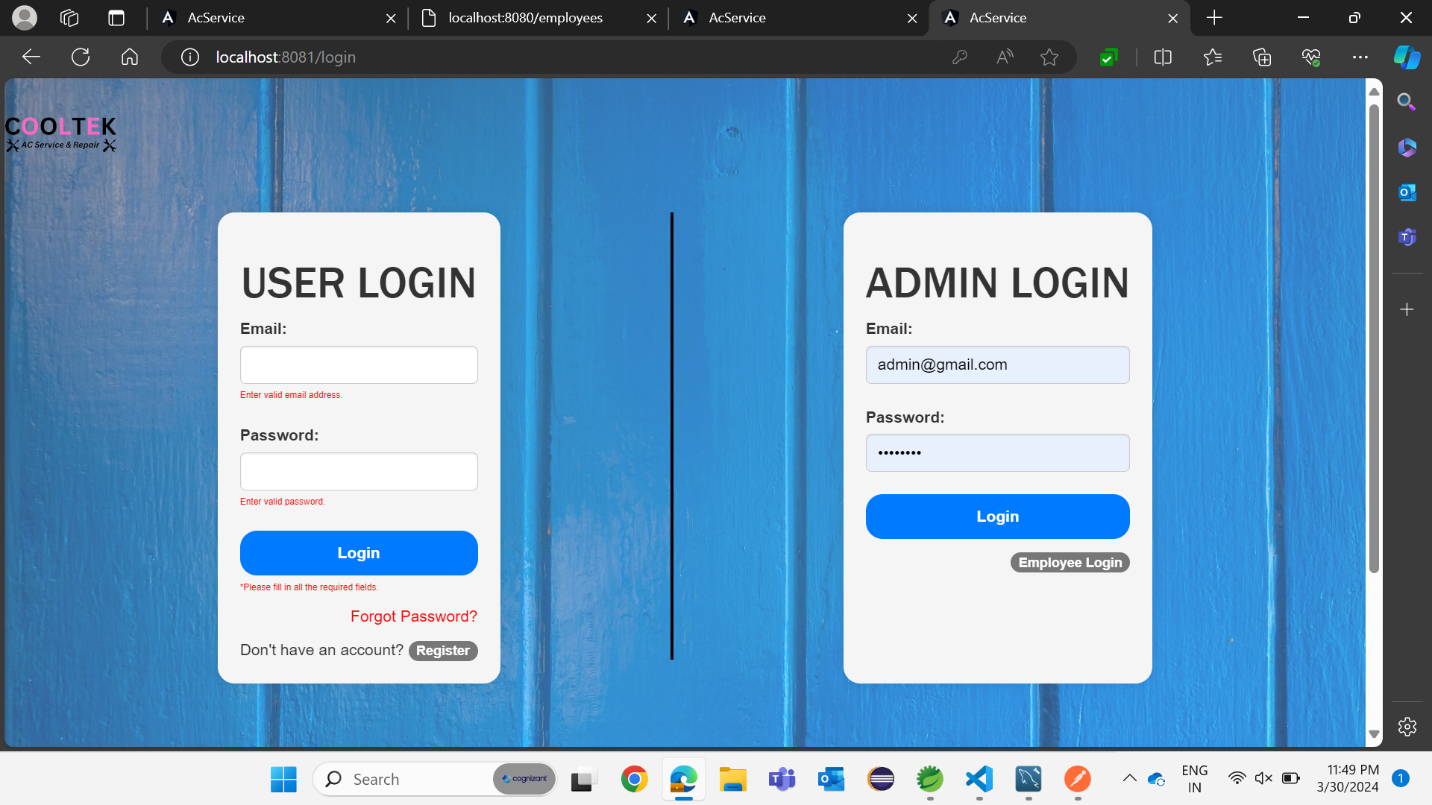 AcService
localhost:8080/employees
AcService
AcService
localhost:8081/login
COOLTEK
AC Service & Repair
USER LOGIN
Email:
Enter valid email address.
Password:
Enter valid password.
Login
*Please fill in all the required fields.
Forgot Password?
Don't have an account? Register
ADMIN LOGIN
Email:
admin@gmail.com
Password:
••••••••
Login
Employee Login
Search
cognizant
ENG
IN
11:49 PM
3/30/2024
1